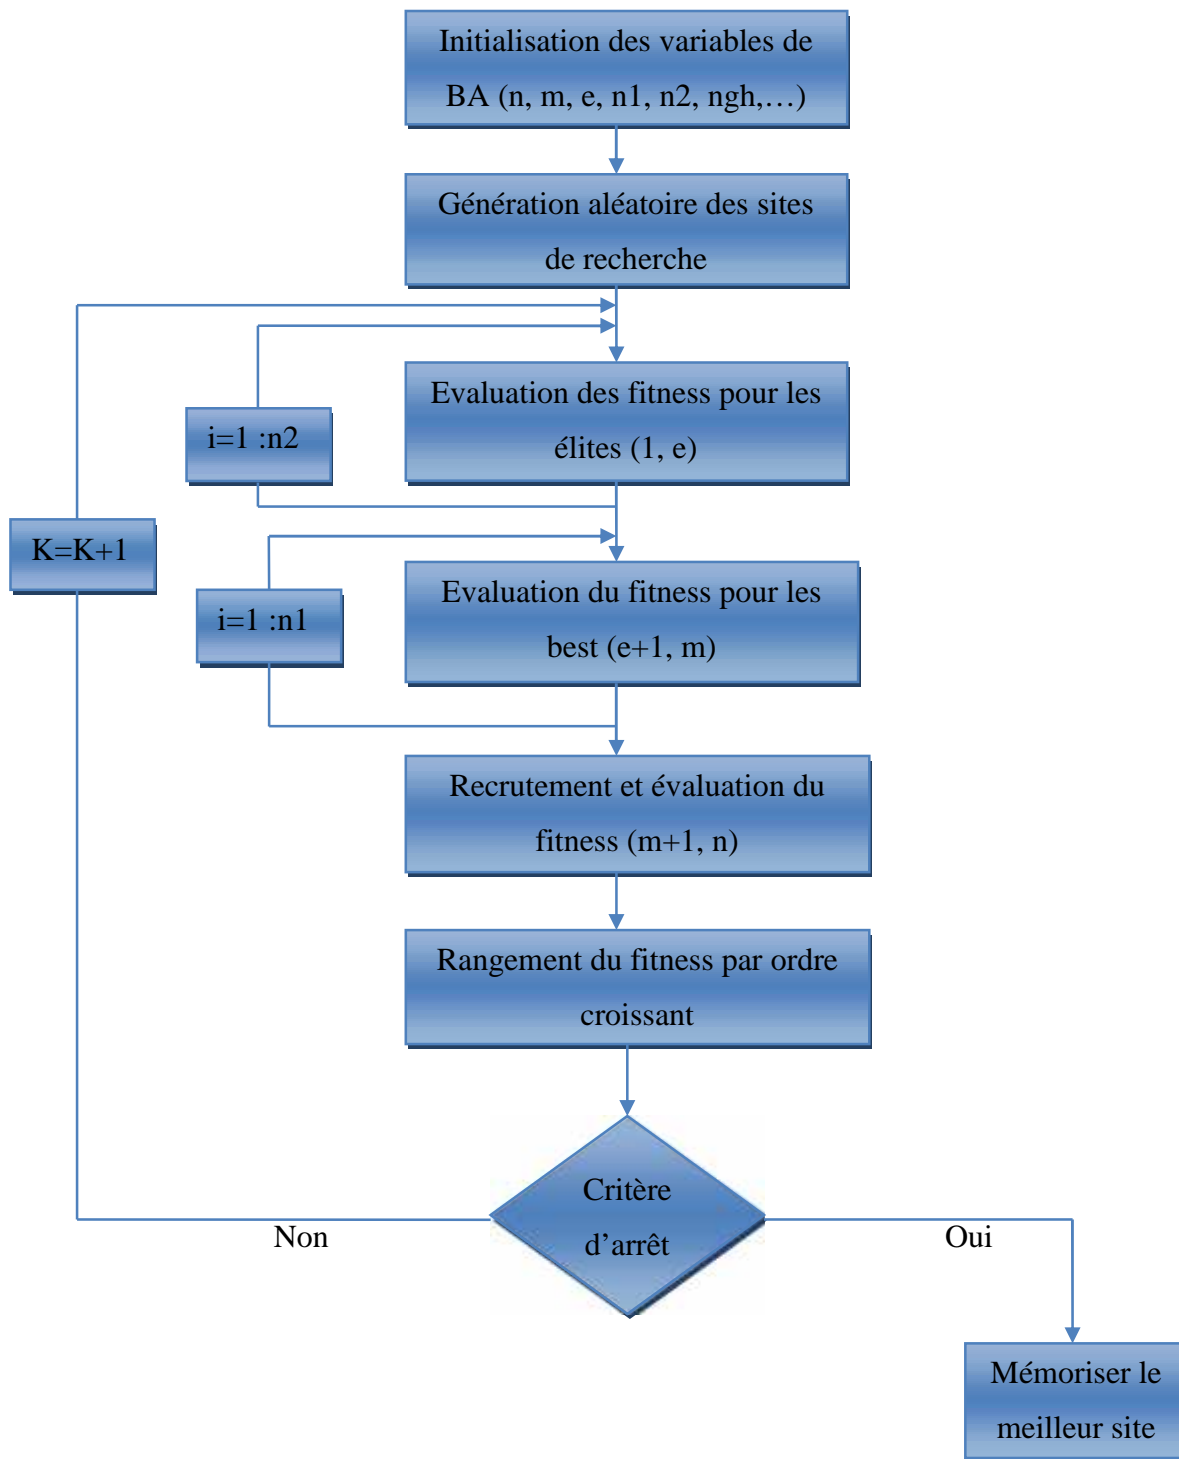 Initialisation des variables de
BA (n, m, e, n1, n2, ngh,…)
Génération aléatoire des sites
de recherche
Evaluation des fitness pour les
élites (1, e)
i=1 :n2
K=K+1
Evaluation du fitness pour les
best (e+1, m)
i=1 :n1
Recrutement et évaluation du
fitness (m+1, n)
Rangement du fitness par ordre
croissant
Critère
d’arrêt
Non
Oui
Mémoriser le
meilleur site